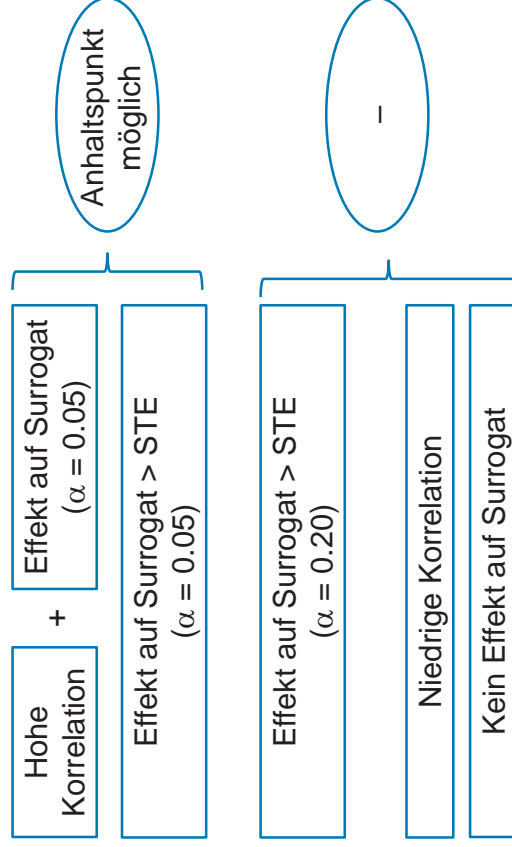 Hohe
Korrelation
+
Effekt auf Surrogat
(α = 0.05)
Effekt auf Surrogat > STE
(α = 0.05)
Anhaltspunkt
möglich
Effekt auf Surrogat > STE
(α = 0.20)
Niedrige Korrelation
Kein Effekt auf Surrogat
–